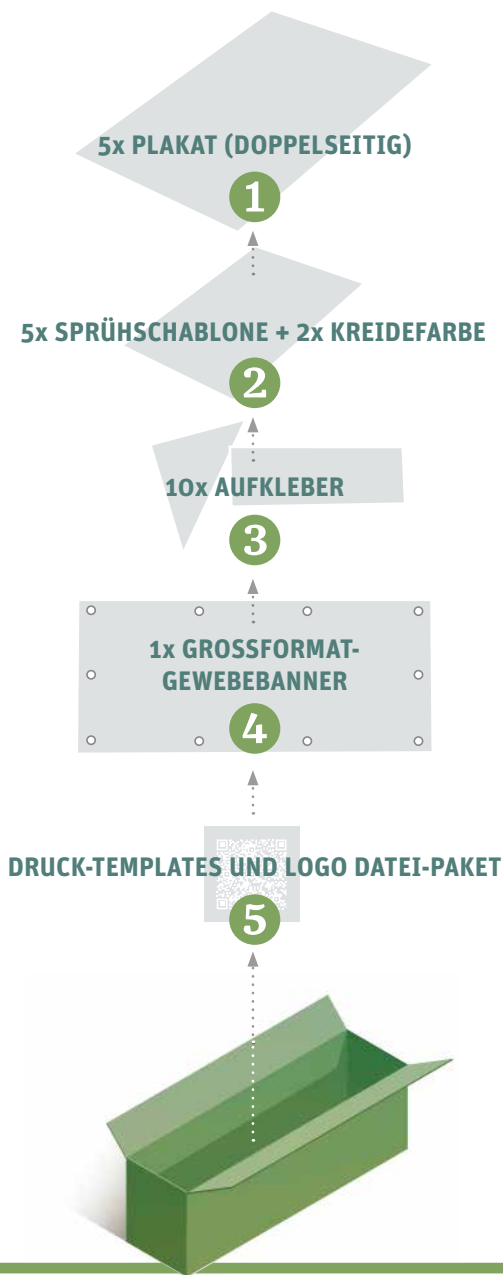 5x PLAKAT (DOPPELSEITIG)
1
5x SPRÜHSCHABLONE + 2x KREIDEFARBE
2
10x AUFKLEBER
3
1x GROSSFORMAT-
GEWEBEBANNER
4
DRUCK-TEMPLATES UND LOGO DATEI-PAKET
5